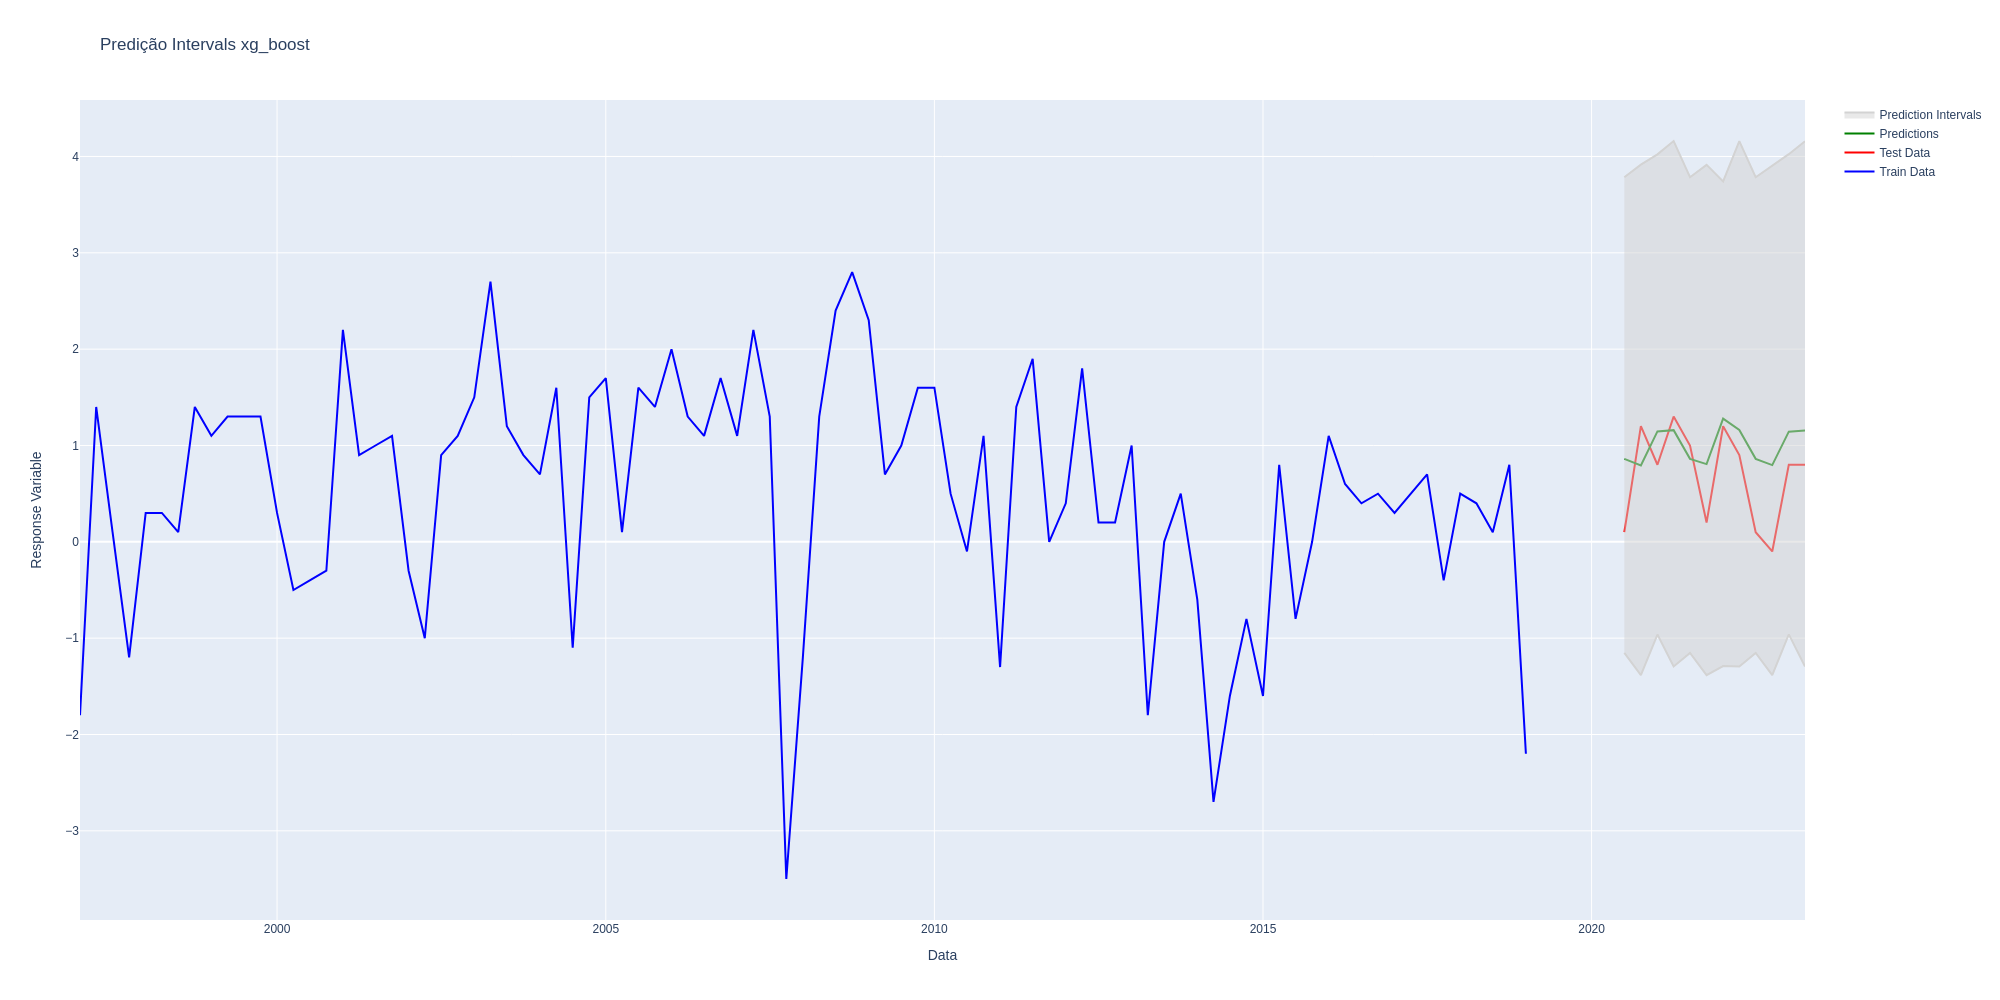 Predição Intervals xg_boost
Prediction Intervals
Predictions
Test Data
Train Data
Response Variable
4
3
2
1
0
−1
−2
−3
2000
2005
2010
2015
2020
Data